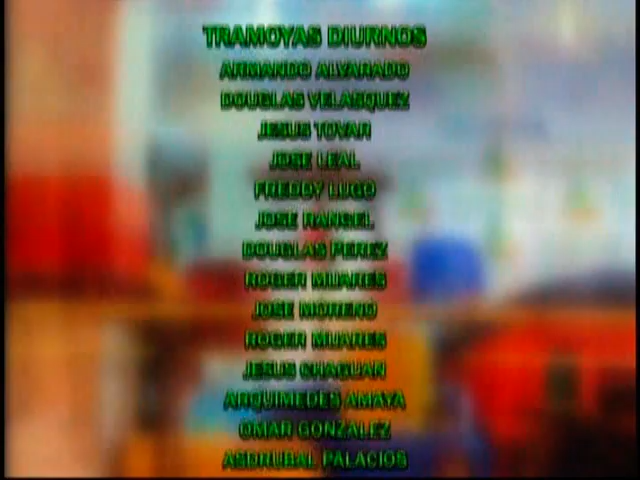 TRAMOYAS DIURNOS
ARMANDO ALVARADO
DOUGLAS VELASQUEZ
JESUS TOVAR
JOSE LEAL
FREDDY LUGO
JOSE RANGEL
DOUGLAS PEREZ
ROGER MIJARES
JOSE MORENO
ROGER MIJARES
JESUS CHAGUAN
ARQUIMEDES AMAYA
OMAR GONZALEZ
ASDRUBAL PALACIOS